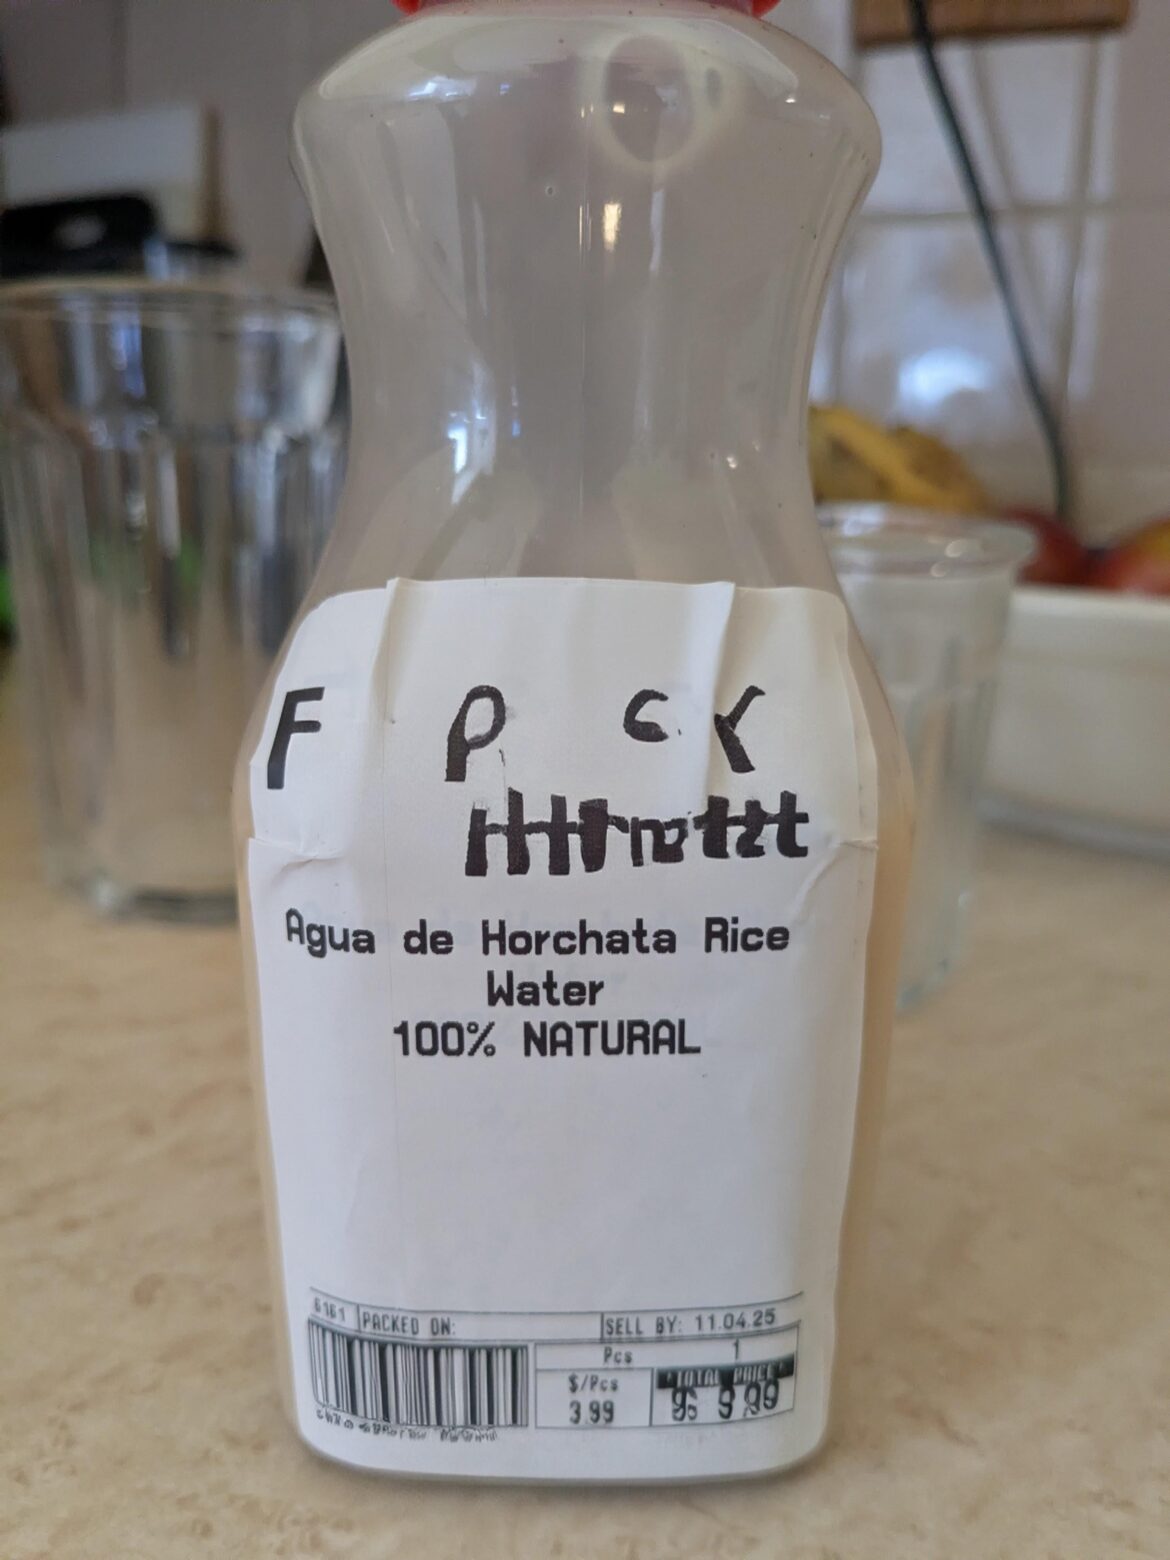 F P C Y
Agua de Horchata Rice
Water
100% NATURAL
6161 PACKED ON: SELL BY: 11.04.25
Pcs 1
$/Pcs TOTAL PRICE
3.99